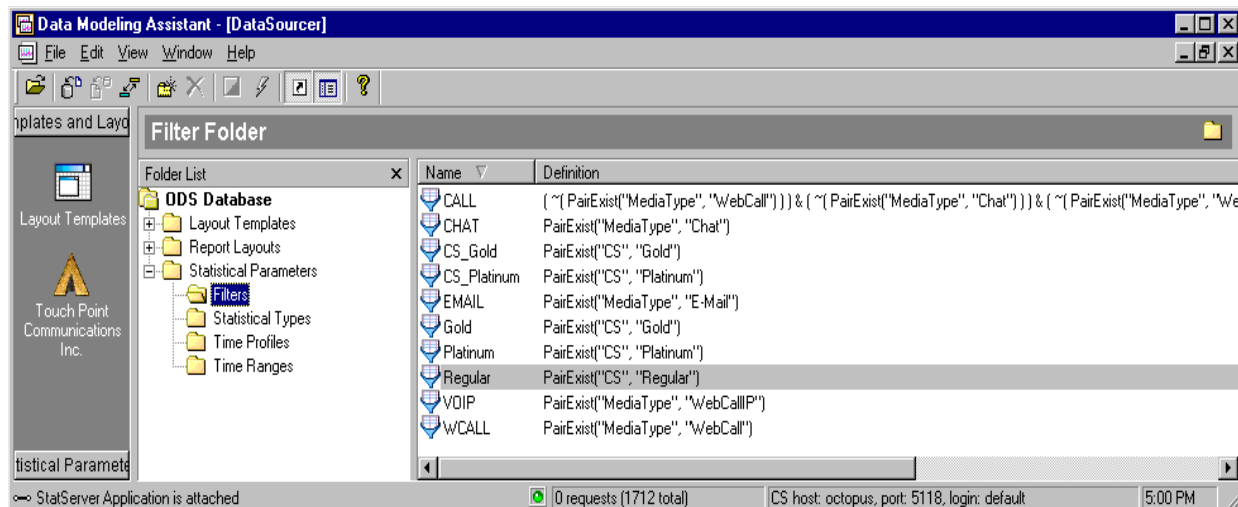 Data Modeling Assistant - [DataSourcer]
File Edit View Window Help
nplates and Layo
Filter Folder
Layout Templates
Touch Point
Communications
Inc.
tistical Paramete
Folder List
ODS Database
Layout Templates
Report Layouts
Statistical Parameters
Filters
Statistical Types
Time Profiles
Time Ranges
Name Definition
CALL ( ~( PairExist("MediaType", "WebCall") ) ) & ( ~( PairExist("MediaType", "Chat") ) ) & ( ~( PairExist("MediaType", "We
CHAT PairExist("MediaType", "Chat")
CS_Gold PairExist("CS", "Gold")
CS_Platinum PairExist("CS", "Platinum")
EMAIL PairExist("MediaType", "E-Mail")
Gold PairExist("CS", "Gold")
Platinum PairExist("CS", "Platinum")
Regular PairExist("CS", "Regular")
VOIP PairExist("MediaType", "WebCallIP")
WCALL PairExist("MediaType", "WebCall")
StatServer Application is attached
0 requests (1712 total)
CS host: octopus, port: 5118, login: default
5:00 PM